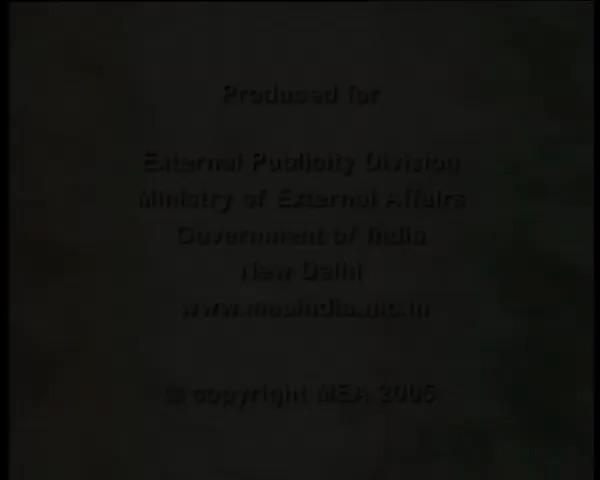 Produced for
External Publicity Division
Ministry of External Affairs
Government of India
New Delhi
www.meaindia.nic.in
© copyright MEA 2005